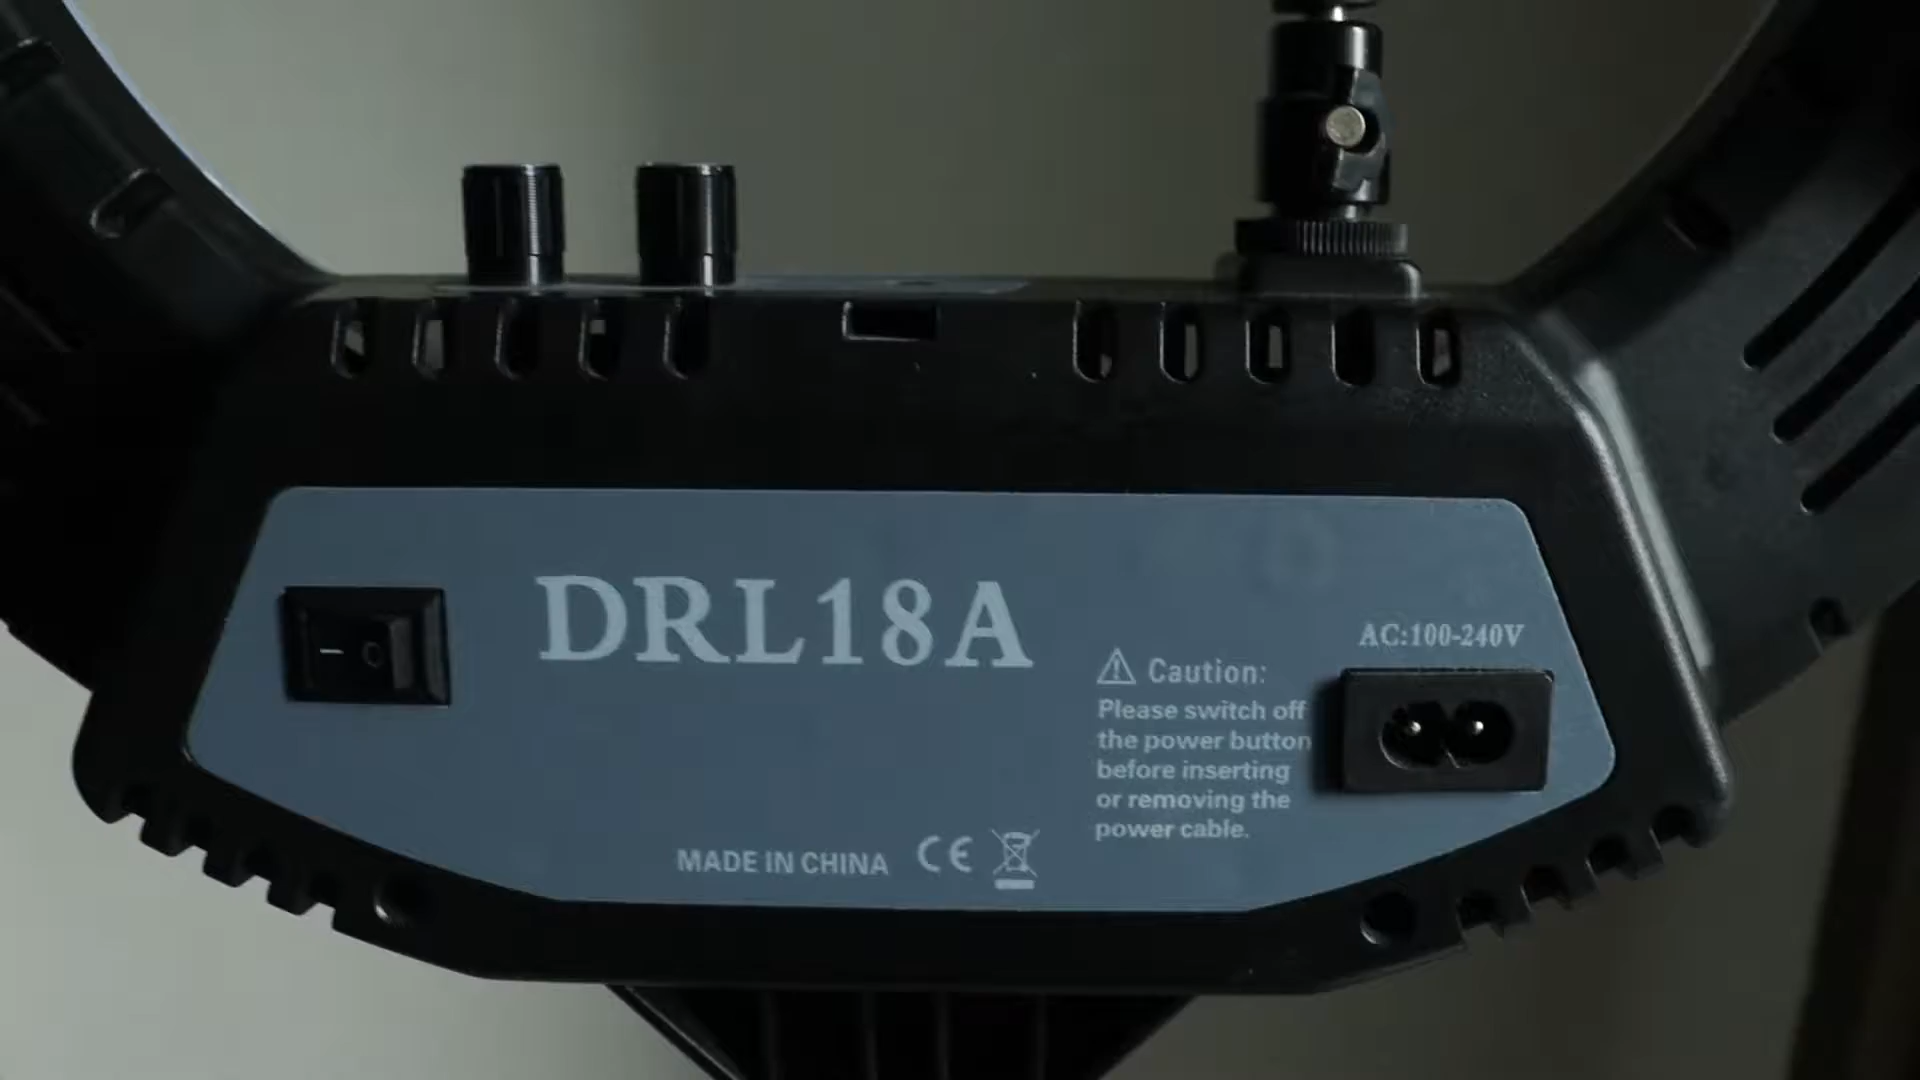 DRL18A
AC:100-240V
Caution:
Please switch off
the power button
before inserting
or removing the
power cable.
MADE IN CHINA CE